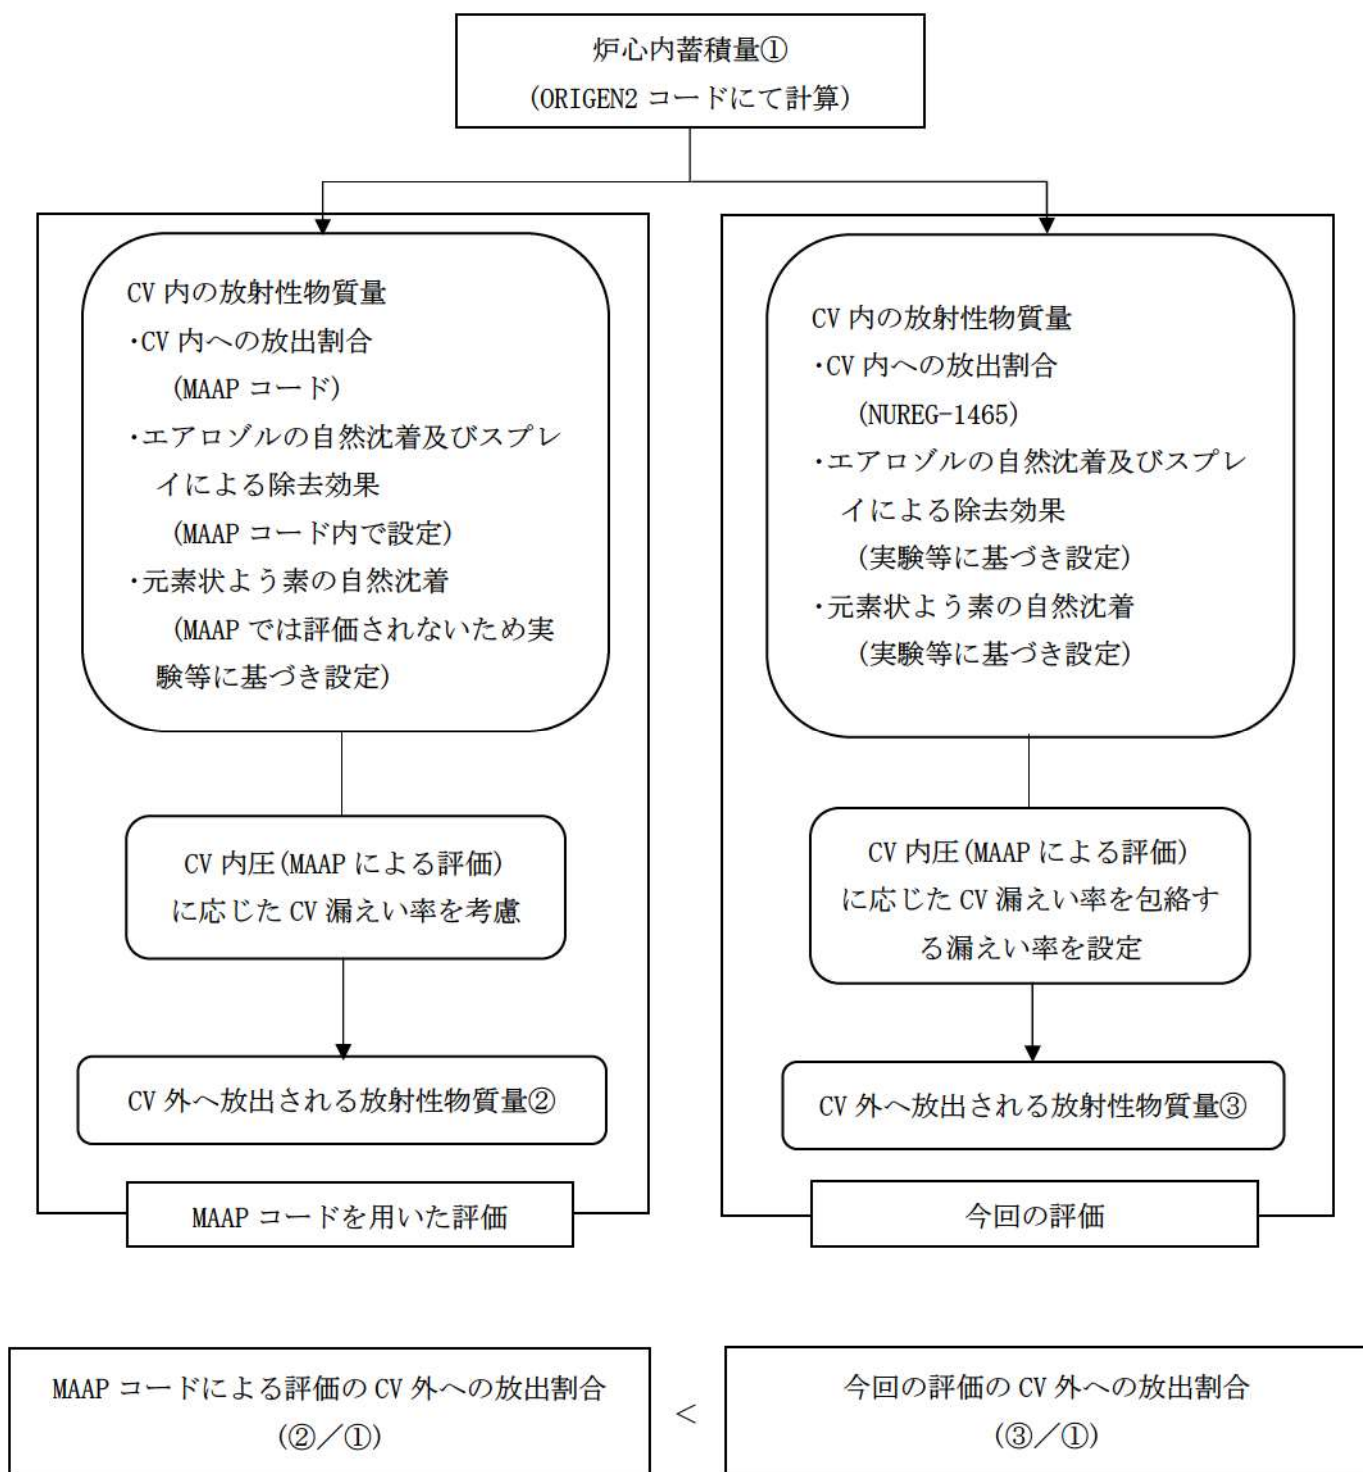 炉心内蓄積量①
(ORIGEN2 コードにて計算)
CV 内の放射性物質量
・CV 内への放出割合
(MAAP コード)
・エアロゾルの自然沈着及びスプレ
イによる除去効果
(MAAP コード内で設定)
・元素状よう素の自然沈着
(MAAP では評価されないため実
験等に基づき設定)
CV 内圧(MAAP による評価)
に応じた CV 漏えい率を考慮
CV 外へ放出される放射性物質量②
MAAP コードを用いた評価
CV 内の放射性物質量
・CV 内への放出割合
(NUREG-1465)
・エアロゾルの自然沈着及びスプレ
イによる除去効果
(実験等に基づき設定)
・元素状よう素の自然沈着
(実験等に基づき設定)
CV 内圧(MAAP による評価)
に応じた CV 漏えい率を包絡す
る漏えい率を設定
CV 外へ放出される放射性物質量③
今回の評価
MAAP コードによる評価の CV 外への放出割合
(②／①)
<
今回の評価の CV 外への放出割合
(③／①)